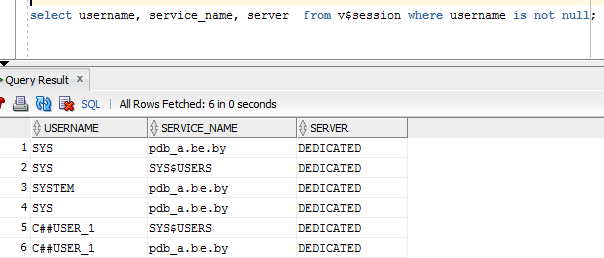 select username, service_name, server  from v$session where username is not null;
Query Result x
SQL | All Rows Fetched: 6 in 0 seconds
USERNAME SERVICE_NAME SERVER
1 SYS pdb_a.be.by DEDICATED
2 SYS SYS$USERS DEDICATED
3 SYSTEM pdb_a.be.by DEDICATED
4 SYS pdb_a.be.by DEDICATED
5 C##USER_1 SYS$USERS DEDICATED
6 C##USER_1 pdb_a.be.by DEDICATED